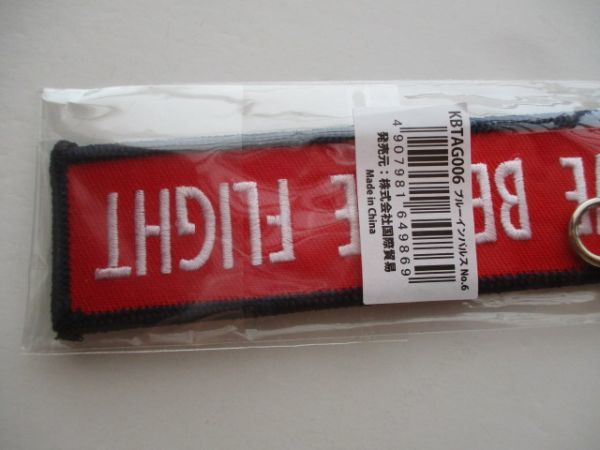 BE E FLIGHT
KBTAG006 ブルーインパルス No.6
4 907981 649869
発売元：株式会社国際貿易
Made in China